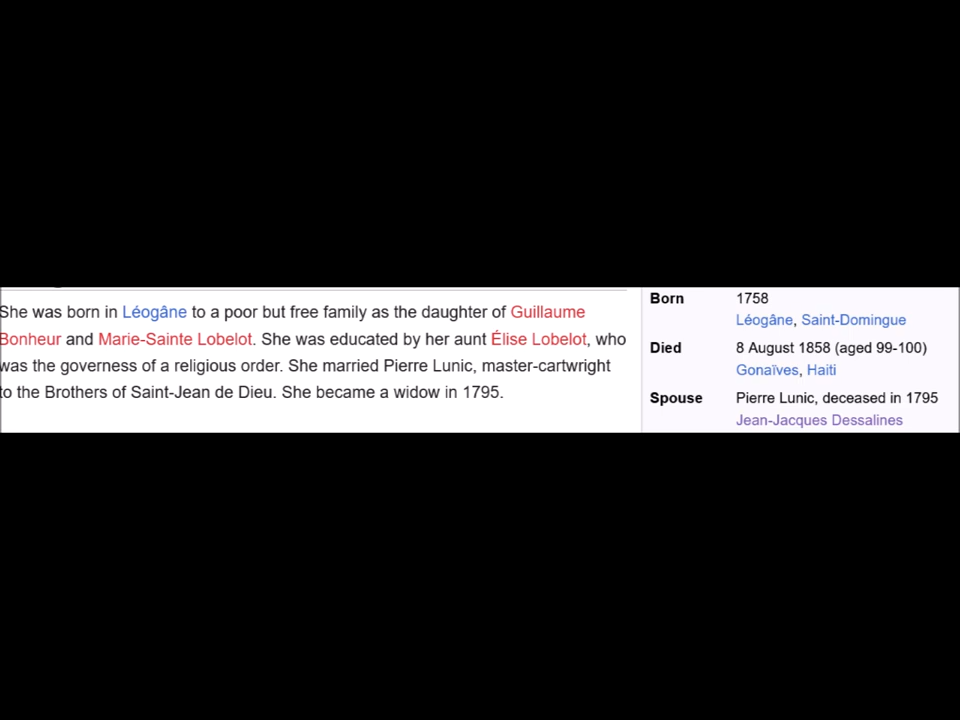 She was born in Léogâne to a poor but free family as the daughter of Guillaume
Bonheur and Marie-Sainte Lobelot. She was educated by her aunt Élise Lobelot, who
was the governess of a religious order. She married Pierre Lunic, master-cartwright
to the Brothers of Saint-Jean de Dieu. She became a widow in 1795.
Born 1758
Léogâne, Saint-Domingue
Died 8 August 1858 (aged 99-100)
Gonaïves, Haiti
Spouse Pierre Lunic, deceased in 1795
Jean-Jacques Dessalines